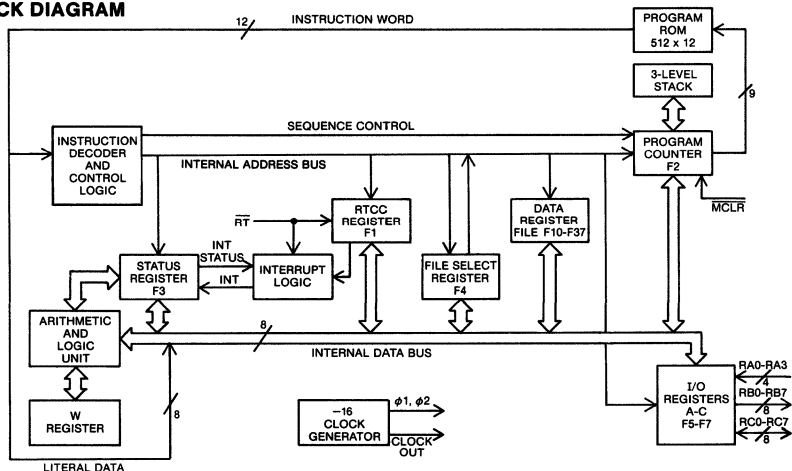 CK DIAGRAM
12
INSTRUCTION WORD
PROGRAM
ROM
512 x 12
3-LEVEL
STACK
9
SEQUENCE CONTROL
INSTRUCTION
DECODER
AND
CONTROL
LOGIC
INTERNAL ADDRESS BUS
PROGRAM
COUNTER
F2
MCLR
RT
RTCC
REGISTER
F1
DATA
REGISTER
FILE F10-F37
INT
STATUS
STATUS
REGISTER
F3
INT
INTERRUPT
LOGIC
FILE SELECT
REGISTER
F4
ARITHMETIC
AND
LOGIC
UNIT
8
INTERNAL DATA BUS
W
REGISTER
8
–16
CLOCK
GENERATOR
ϕ1, ϕ2
CLOCK
OUT
I/O
REGISTERS
A-C
F5-F7
RA0-RA3
4
RB0-RB7
8
RC0-RC7
8
LITERAL DATA